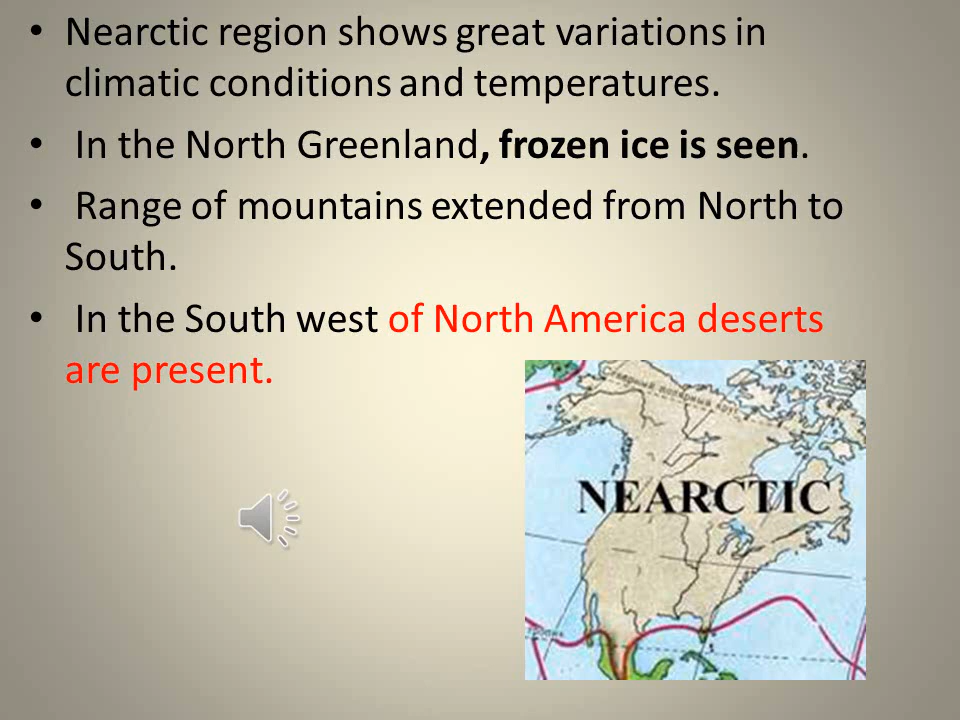 • Nearctic region shows great variations in
climatic conditions and temperatures.
• In the North Greenland, frozen ice is seen.
• Range of mountains extended from North to
South.
• In the South west of North America deserts
are present.
NEARCTIC